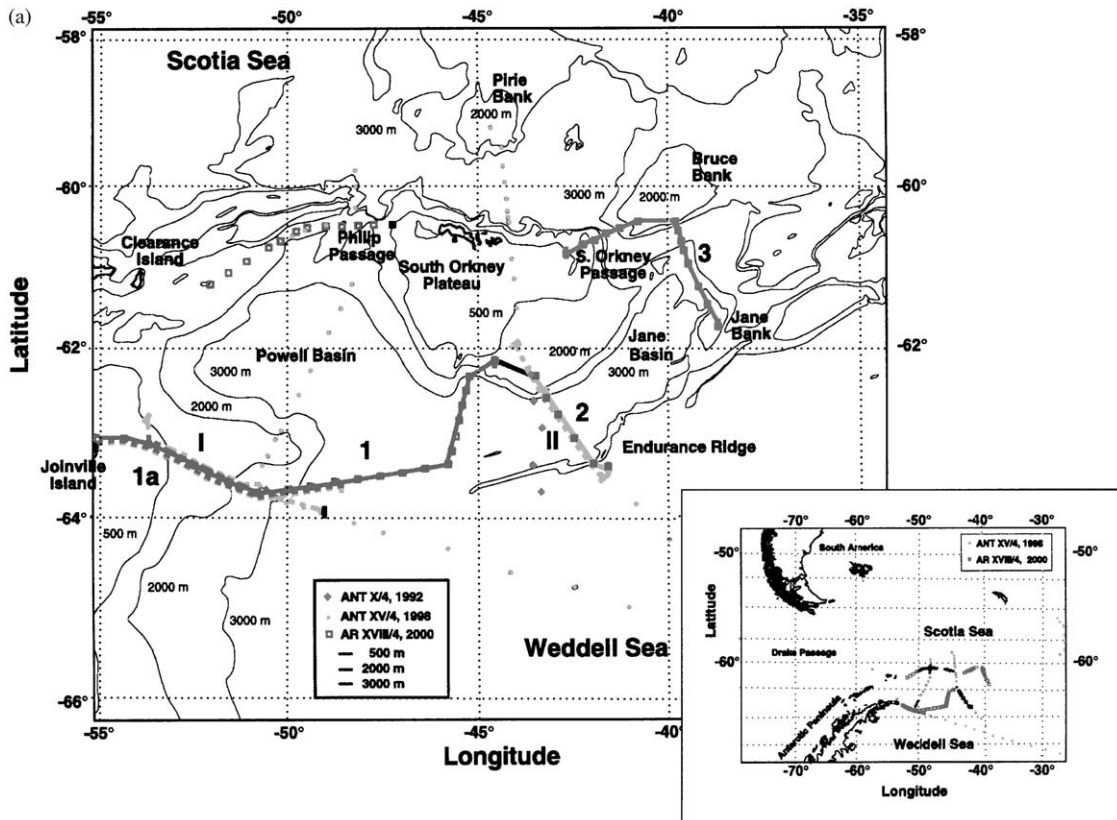 (a)
-55° -50° -45° -40° -35°
-58° -58°
Scotia Sea
Pirie
Bank
2000 m
3000 m
Bruce
Bank
-60° 3000 m 2000 m -60°
Clearance
Island
Philip
Passage
South Orkney
Plateau
S. Orkney
Passage
3
500 m
Jane
Bank
Jane
Basin
2000 m
-62° -62°
Powell Basin
3000 m
3000 m
2000 m
2
II
I
1
Endurance Ridge
Joinville
Island
1a
-64°
500 m
2000 m
3000 m
ANT X/4, 1992
ANT XV/4, 1998
AR XVIII/4, 2000
500 m
2000 m
3000 m
Weddell Sea
-66°
-55° -50° -45° -40°
Longitude
Latitude
-70° -60° -50° -40° -30°
-50° -50°
South America
ANT XV/4, 1998
AR XVIII/4, 2000
Latitude
Scotia Sea
Drake Passage
-60° -60°
Antarctic Peninsula
Weddell Sea
-70° -60° -50° -40° -30°
Longitude